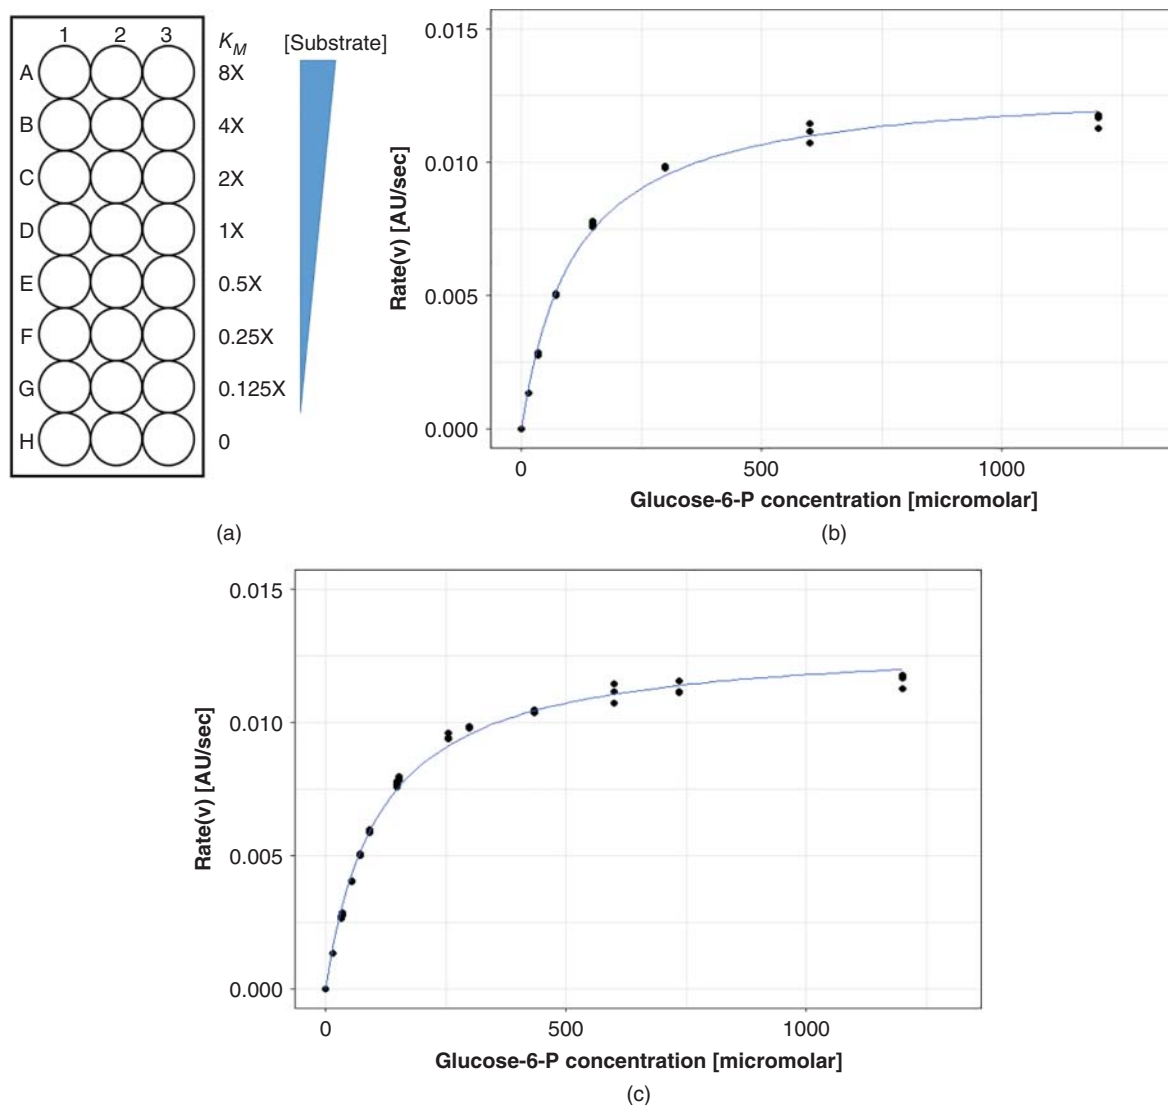 1 2 3 K_M [Substrate]
A 8X
B 4X
C 2X
D 1X
E 0.5X
F 0.25X
G 0.125X
H 0
(a)
0.015
0.010
0.005
0.000
Rate(v) [AU/sec]
0 500 1000
Glucose-6-P concentration [micromolar]
(b)
0.015
0.010
0.005
0.000
Rate(v) [AU/sec]
0 500 1000
Glucose-6-P concentration [micromolar]
(c)